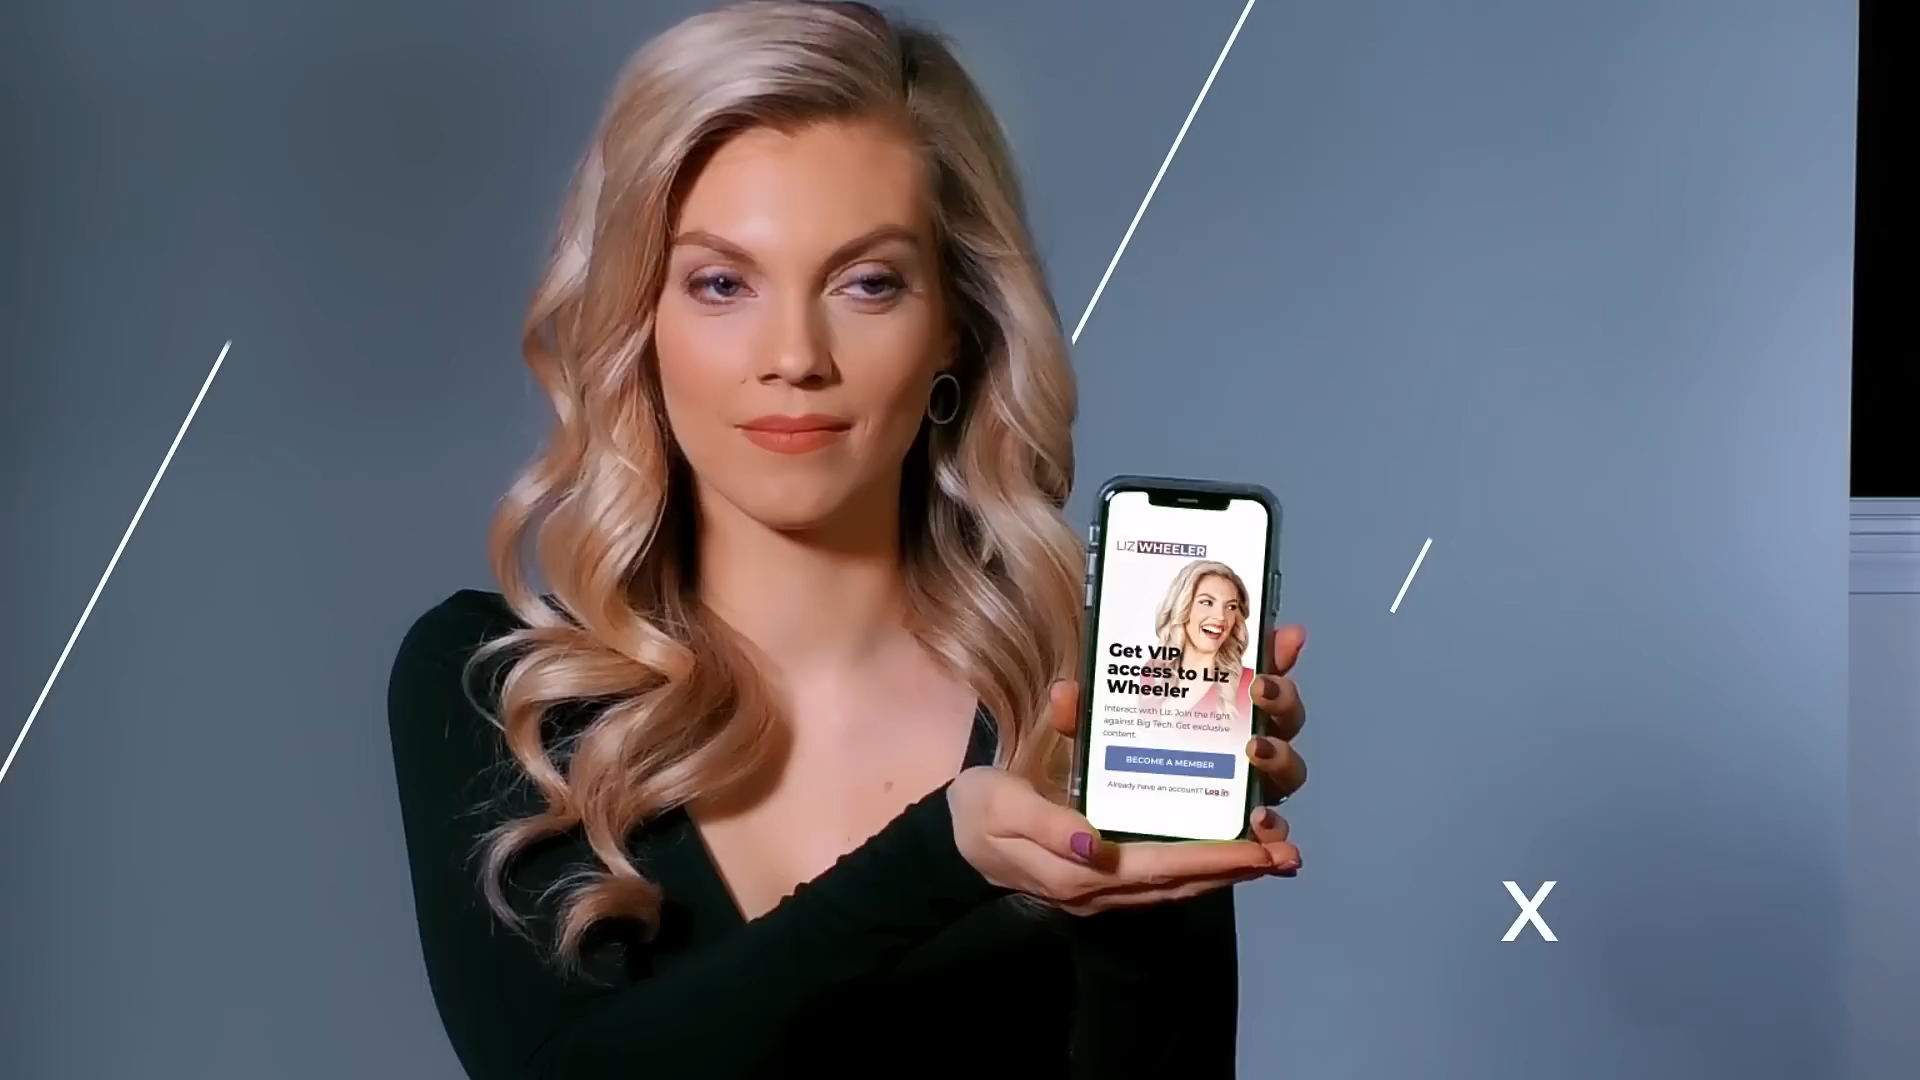 LIZ WHEELER
Get VIP
access to Liz
Wheeler
Interact with Liz. Join the fight
against Big Tech. Get exclusive
content.
BECOME A MEMBER
Already have an account? Log in
X